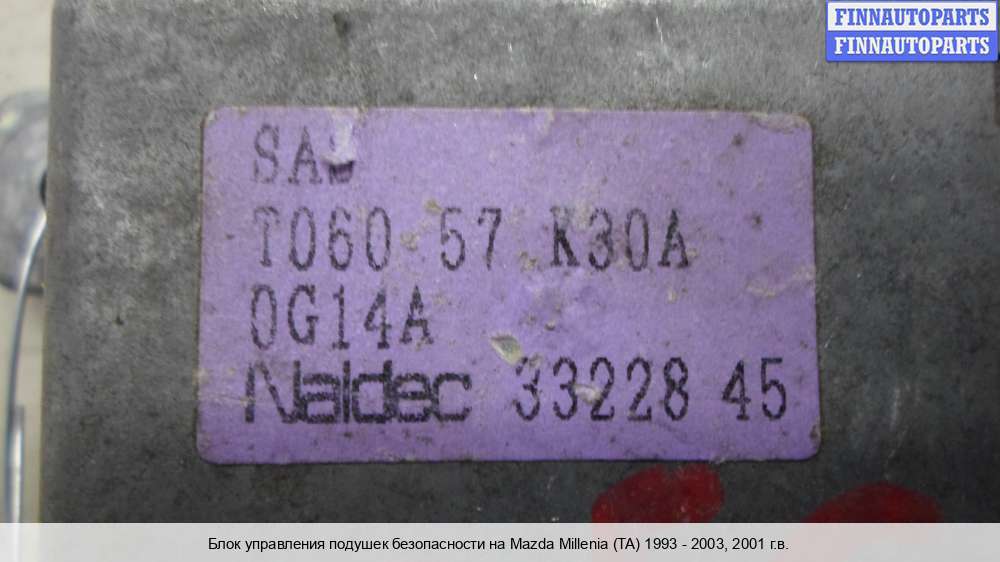 FINNAUTOPARTS
FINNAUTOPARTS
T060 57 K30A
0G14A
Naldec 33228 45
Блок управления подушек безопасности на Mazda Millenia (TA) 1993 - 2003, 2001 г.в.